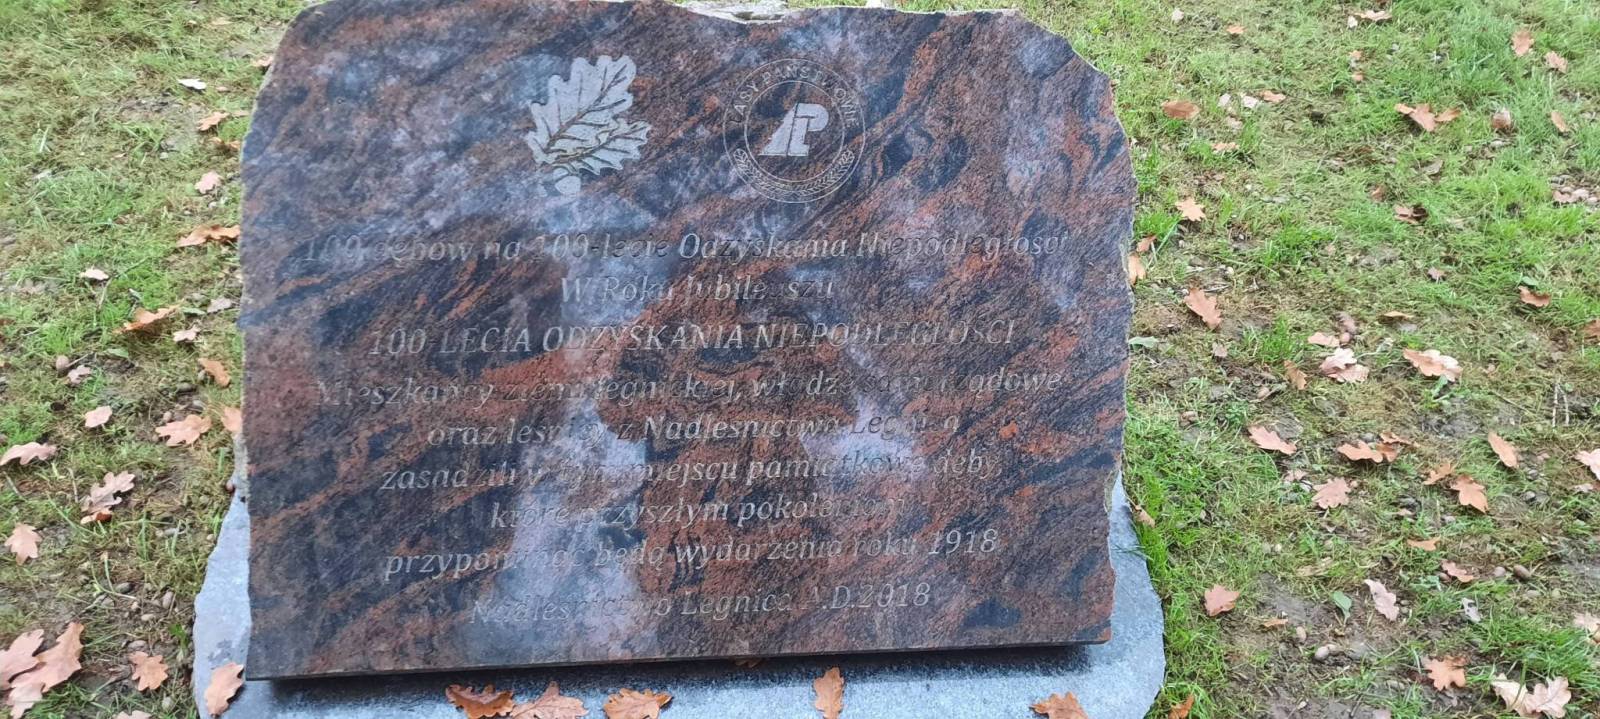 LASY PAŃSTWOWE
LP
100 dębów na 100-lecie Odzyskania Niepodległości
W Roku Jubileuszu
100-LECIA ODZYSKANIA NIEPODLEGŁOŚCI
Mieszkańcy ziemi legnickiej, władze samorządowe
oraz leśnicy z Nadleśnictwa Legnica
zasadzili w tym miejscu pamiątkowe dęby,
które przyszłym pokoleniom
przypominać będą wydarzenia roku 1918
Nadleśnictwo Legnica A.D.2018